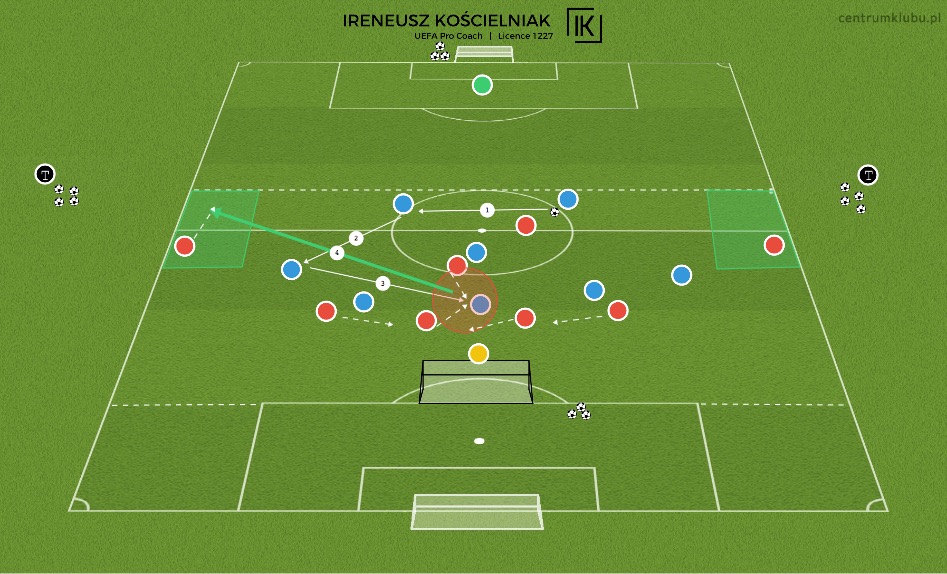 IRENEUSZ KOŚCIELNIAK
UEFA Pro Coach | Licence 1227
IK
centrumklubu.pl
T
T
1
2
4
3